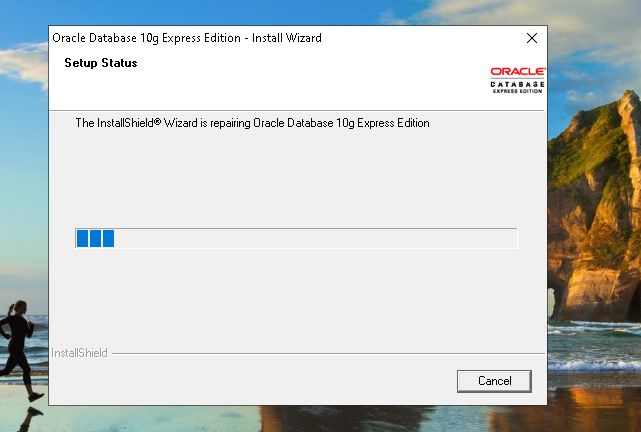 Oracle Database 10g Express Edition - Install Wizard
Setup Status
ORACLE
DATABASE
EXPRESS EDITION
The InstallShield® Wizard is repairing Oracle Database 10g Express Edition
InstallShield
Cancel